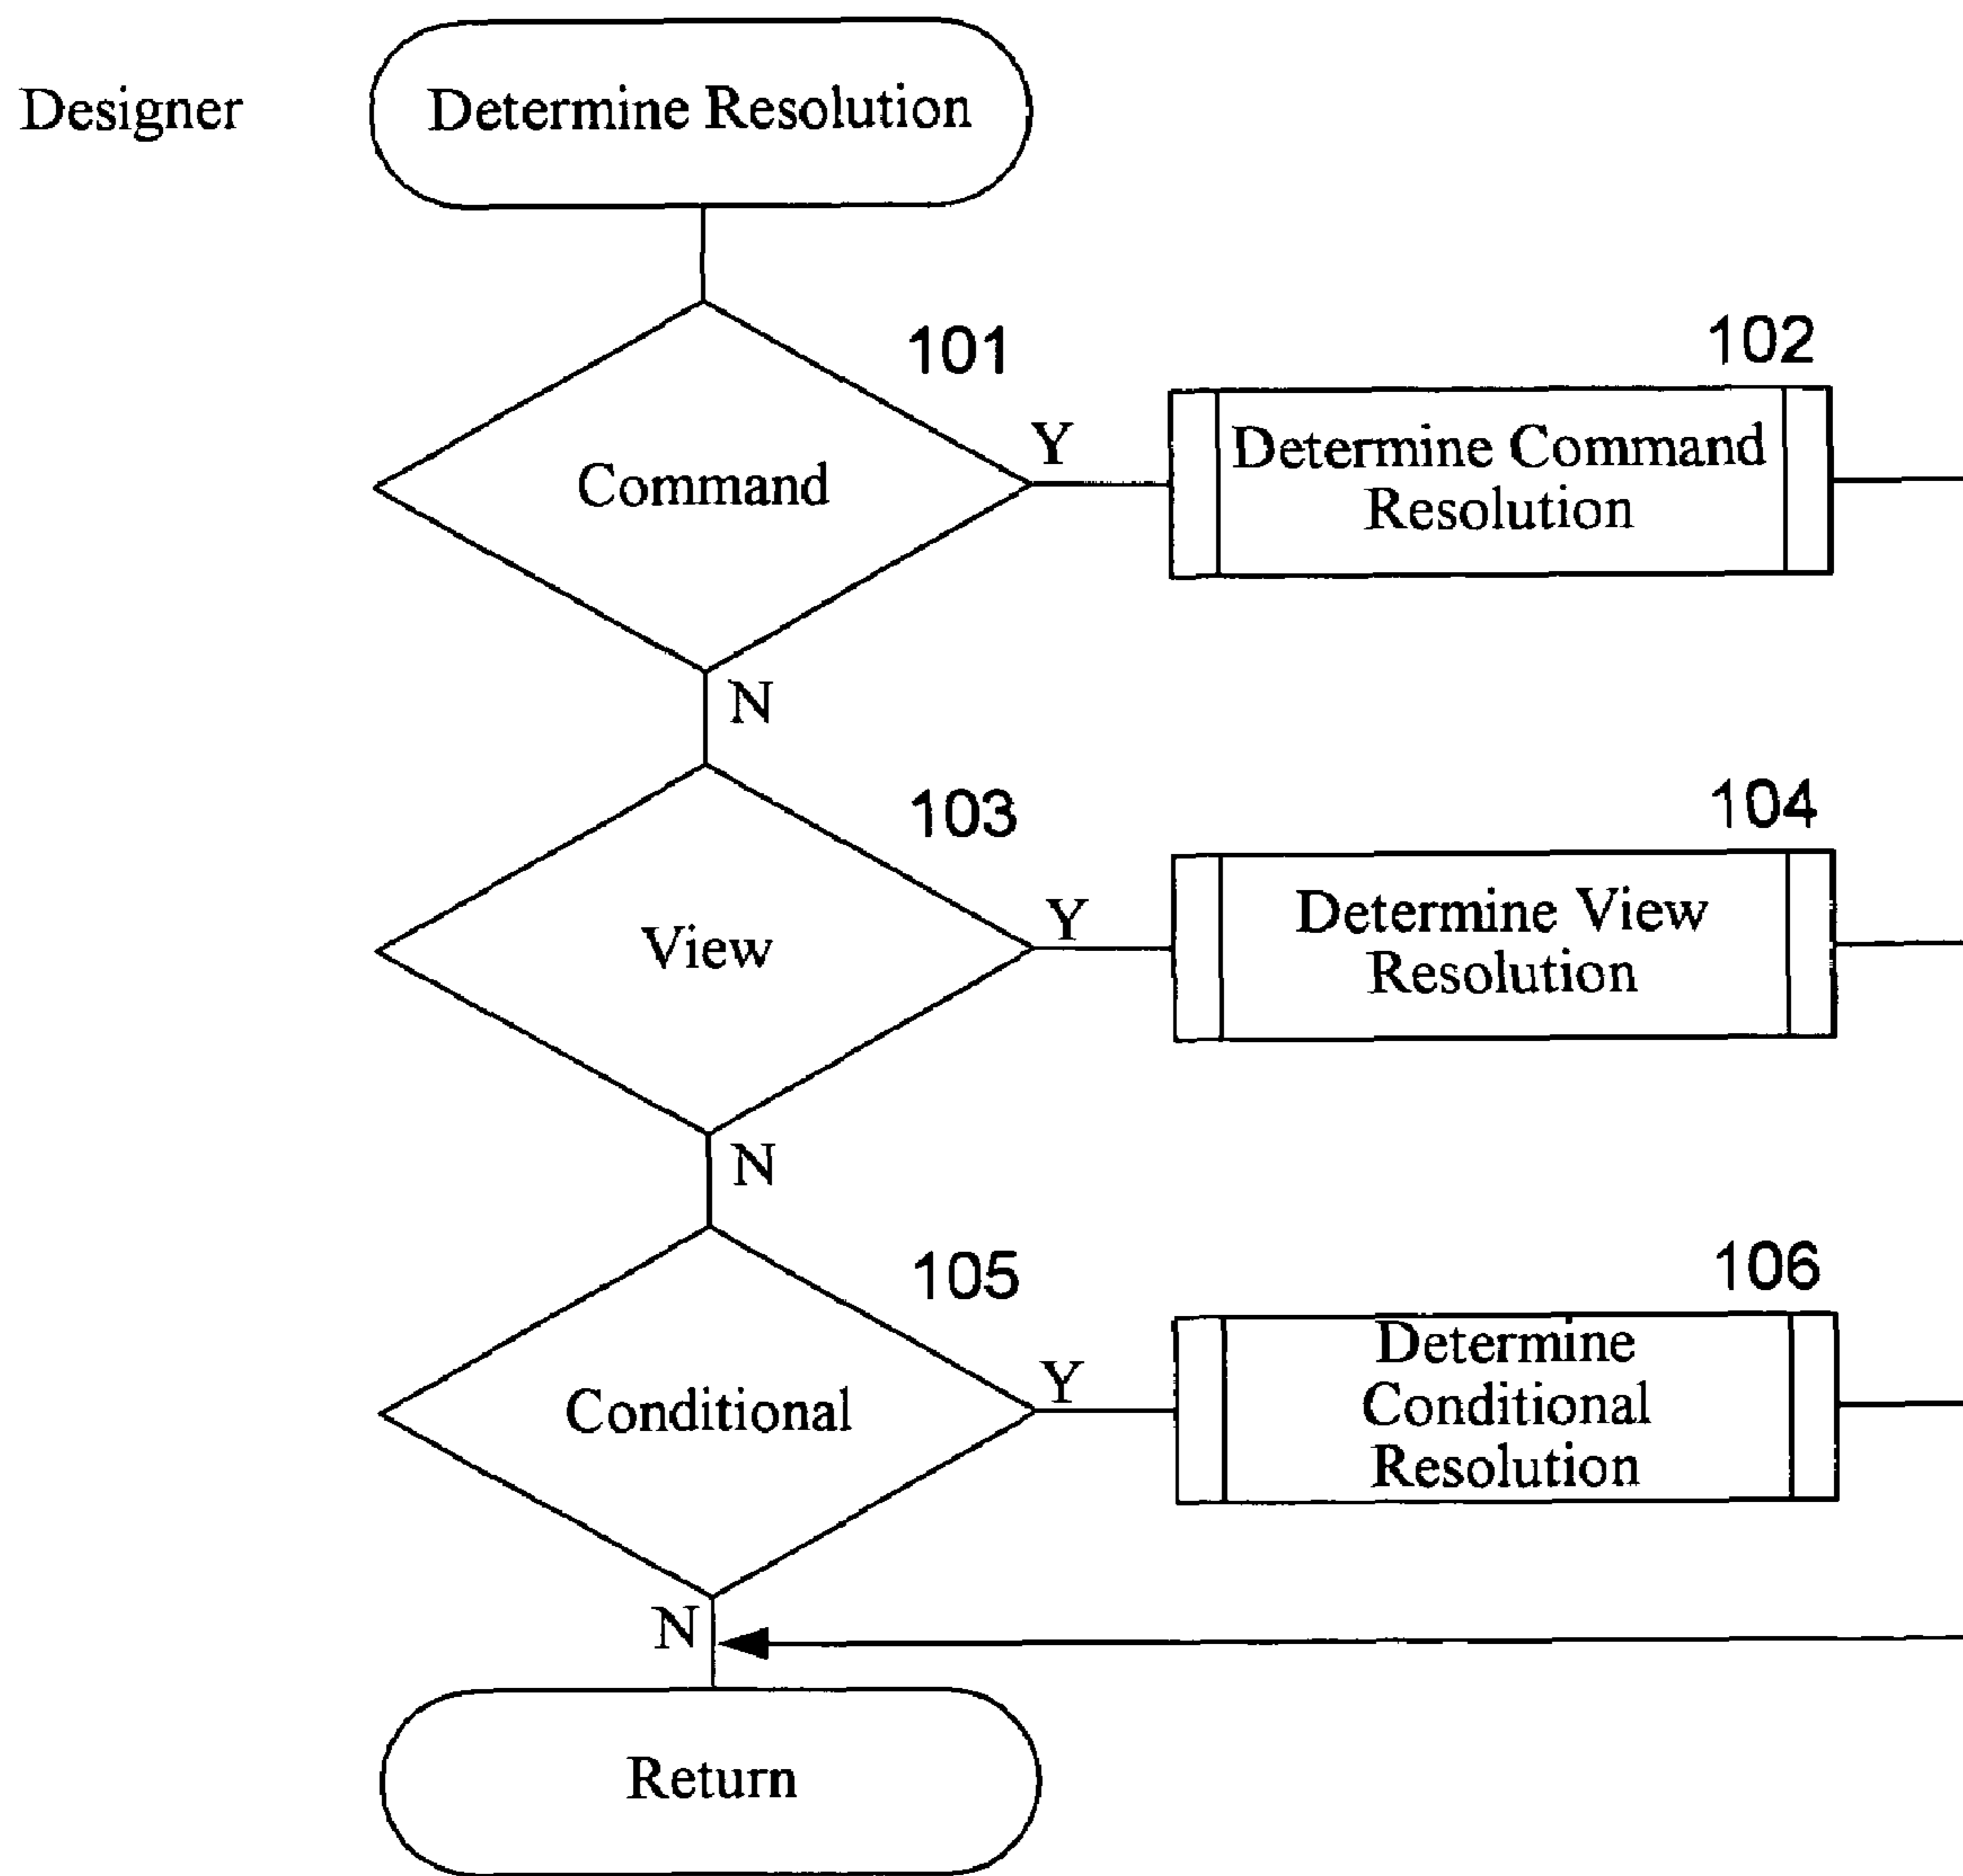 Designer
Determine Resolution
101
102
Command
Y
Determine Command
Resolution
N
103
104
View
Y
Determine View
Resolution
N
105
106
Conditional
Y
Determine
Conditional
Resolution
N
Return